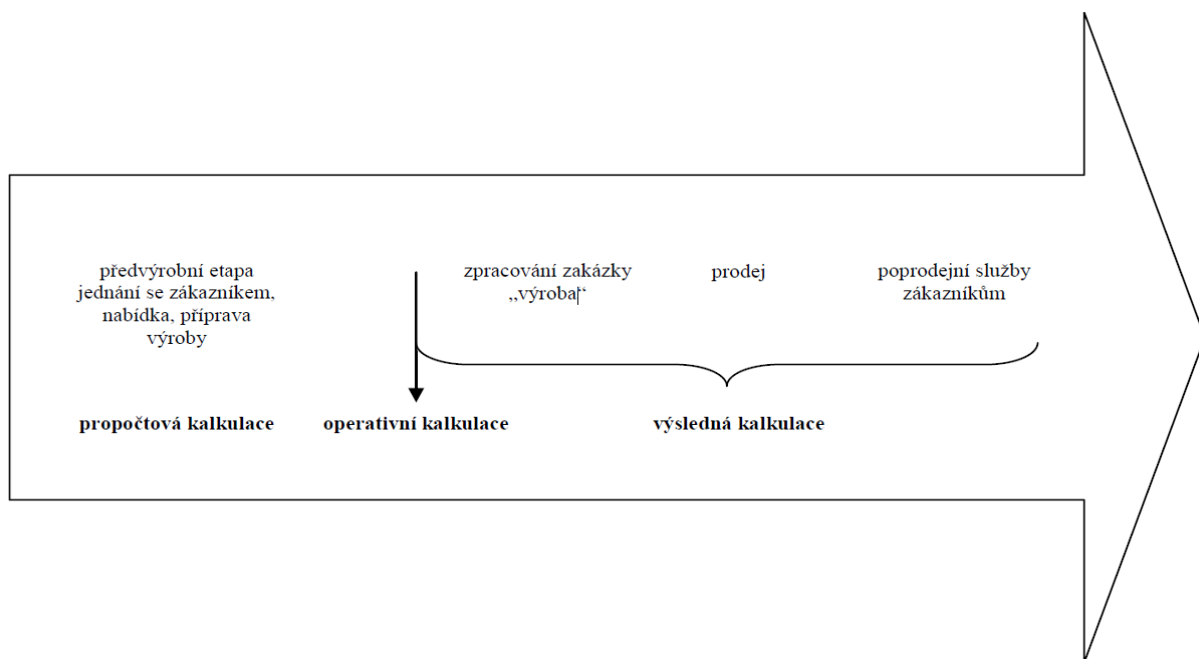 předvýrobní etapa
jednání se zákazníkem,
nabídka, příprava
výroby
zpracování zakázky
„výroba“
prodej
poprodejní služby
zákazníkům
propočtová kalkulace
operativní kalkulace
výsledná kalkulace